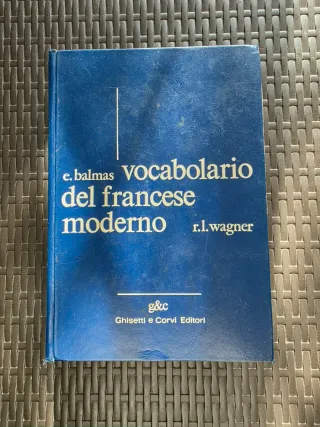 e. balmas vocabolario
del francese
moderno r.l. wagner
g&c
Ghisetti e Corvi Editori